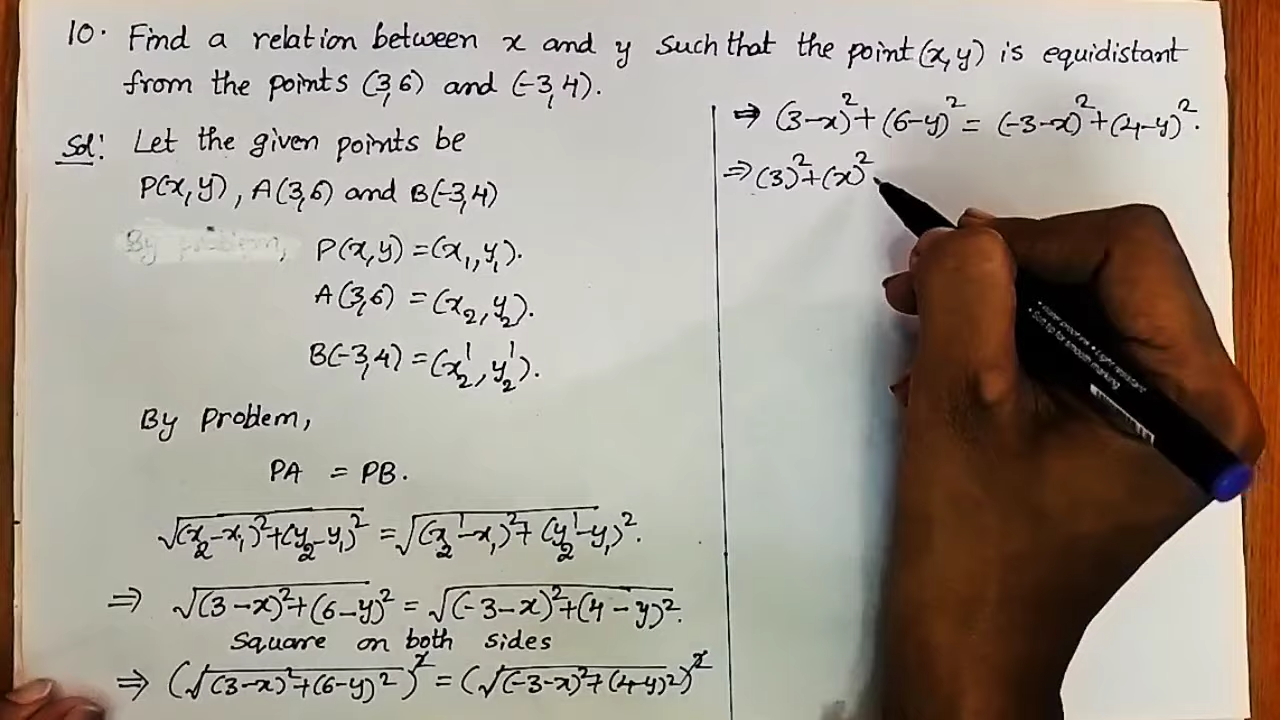 10. Find a relation between x and y such that the point (x,y) is equidistant
from the points (3,6) and (-3,4).
Sol: Let the given points be
P(x,y), A(3,6) and B(-3,4)
By problem, P(x,y) = (x₁,y₁).
A(3,6) = (x₂,y₂).
B(-3,4) = (x₂',y₂').
By Problem,
PA = PB.
√(x₂-x₁)²+(y₂-y₁)² = √(x₂'-x₁)²+(y₂'-y₁)².
⇒ √(3-x)²+(6-y)² = √(-3-x)²+(4-y)².
Square on both sides
⇒ (√(3-x)²+(6-y)²)² = (√(-3-x)²+(4-y)²)²
⇒ (3-x)²+(6-y)² = (-3-x)²+(4-y)².
⇒ (3)²+(x)²